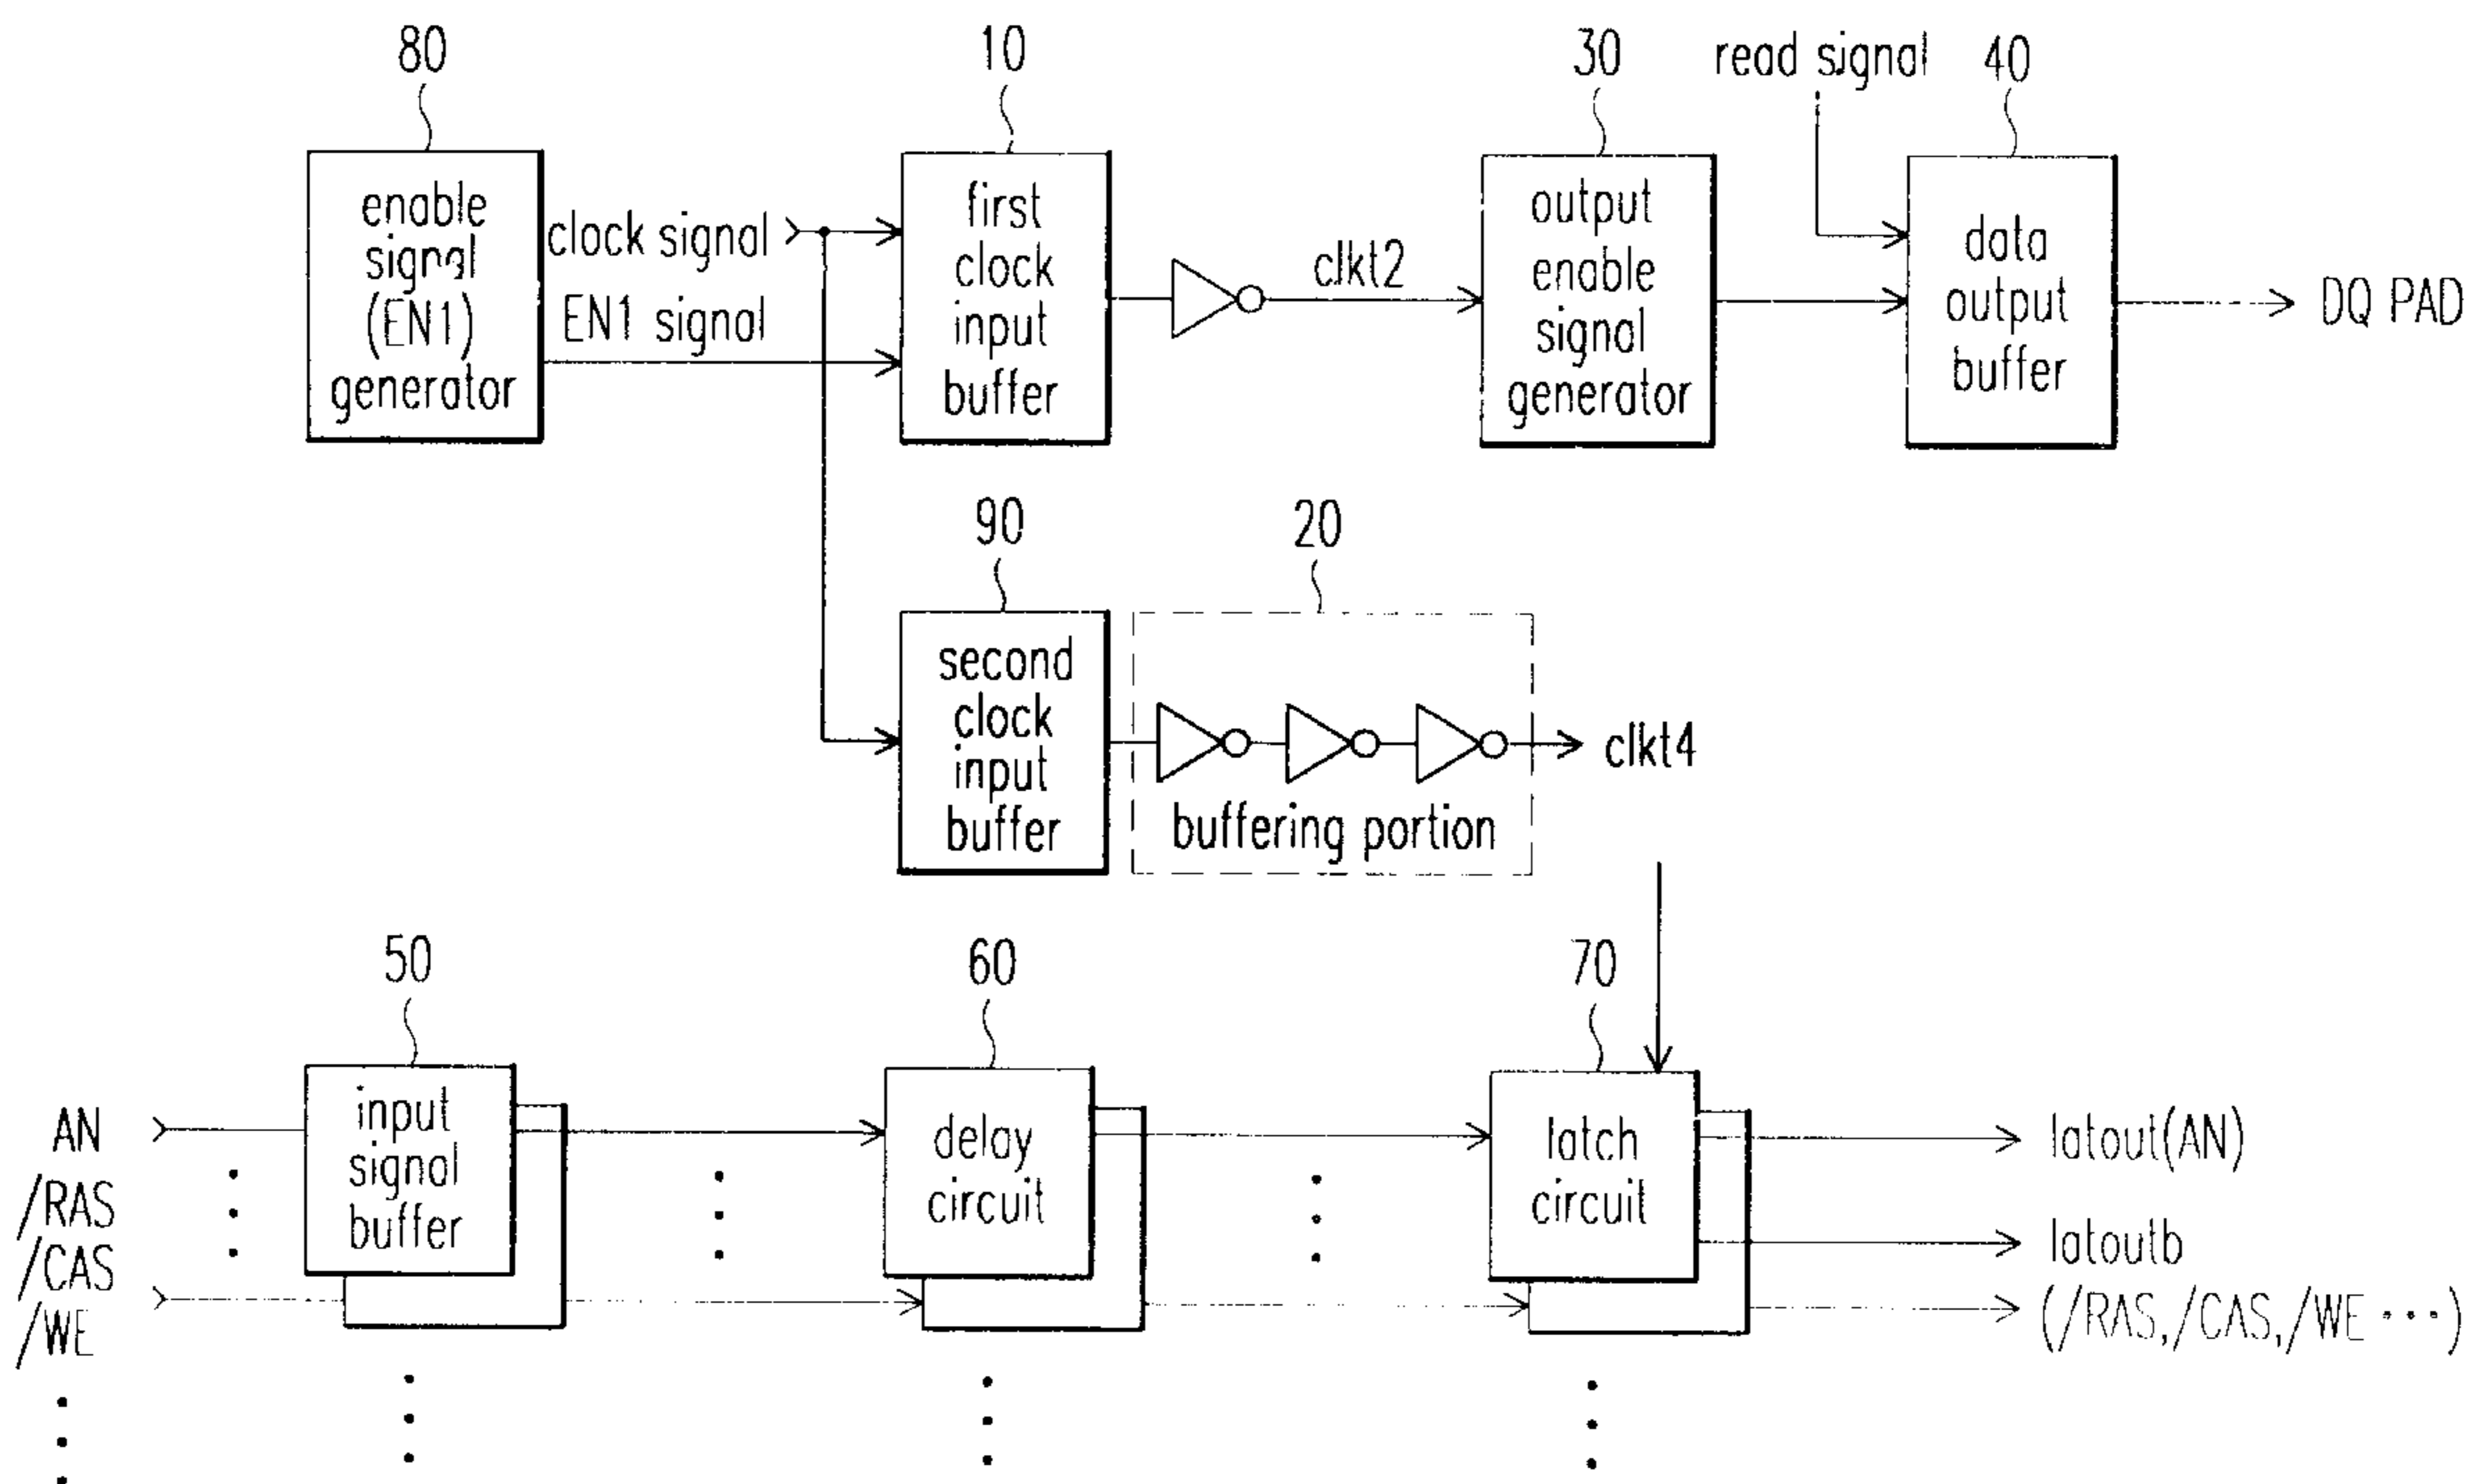 80
10
30
read signal
40
enable
signal
(EN1)
generator
clock signal
EN1 signal
first
clock
input
buffer
clkt2
output
enable
signal
generator
data
output
buffer
DQ PAD
90
20
second
clock
input
buffer
buffering portion
clkt4
50
60
70
AN
/RAS
/CAS
/WE
input
signal
buffer
delay
circuit
latch
circuit
latout(AN)
latoutb
(/RAS,/CAS,/WE ···)